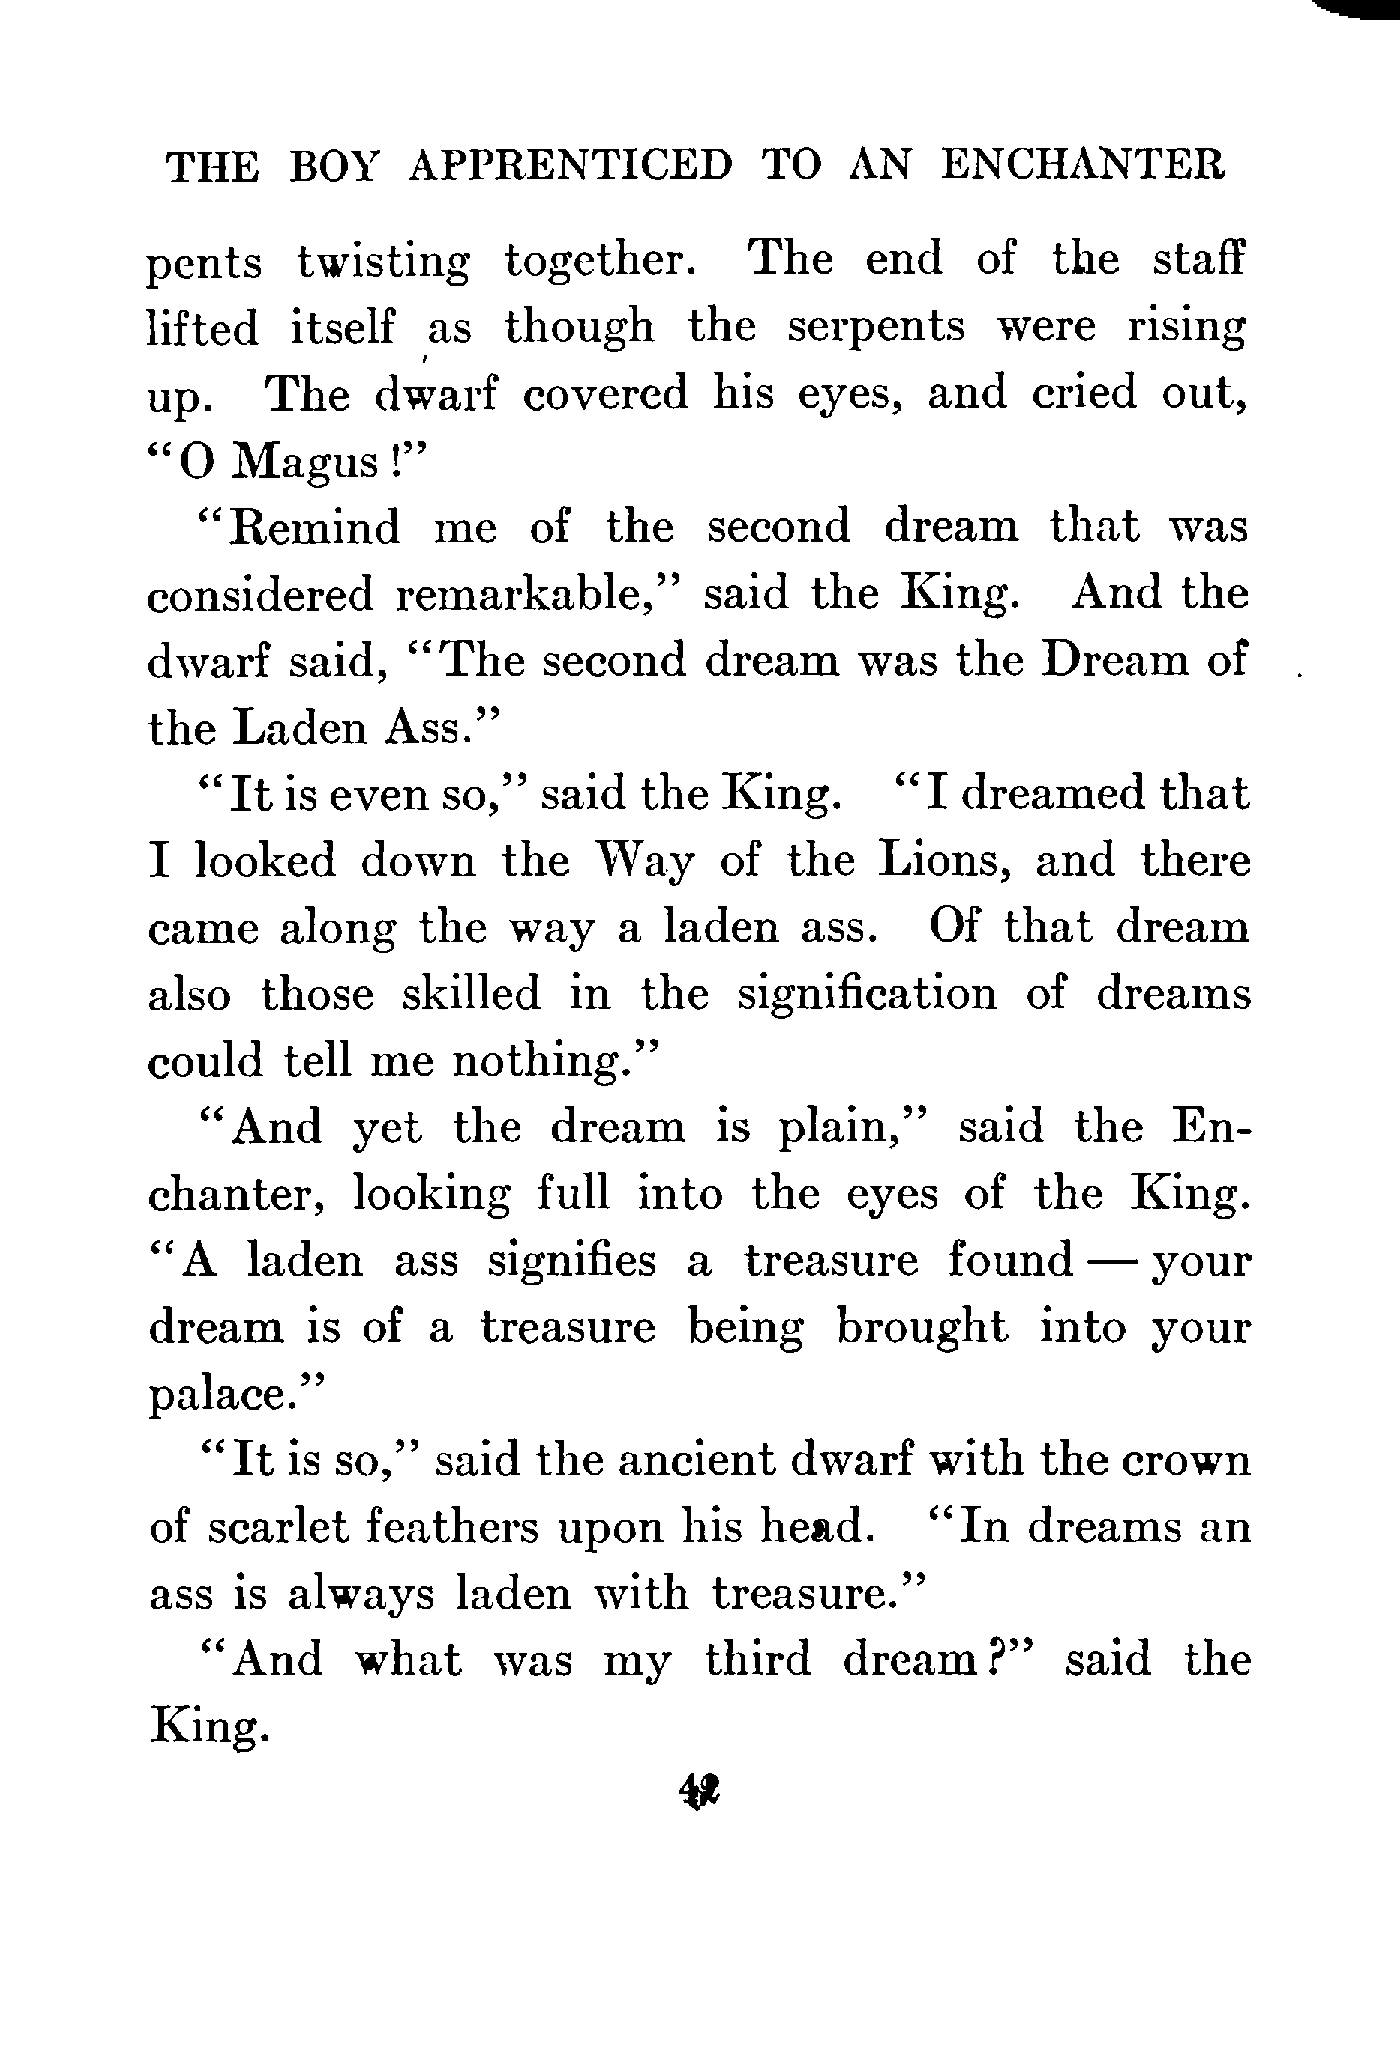 THE BOY APPRENTICED TO AN ENCHANTER
pents twisting together. The end of the staff
lifted itself as though the serpents were rising
up. The dwarf covered his eyes, and cried out,
“O Magus!”
“Remind me of the second dream that was
considered remarkable,” said the King. And the
dwarf said, “The second dream was the Dream of
the Laden Ass.”
“It is even so,” said the King. “I dreamed that
I looked down the Way of the Lions, and there
came along the way a laden ass. Of that dream
also those skilled in the signification of dreams
could tell me nothing.”
“And yet the dream is plain,” said the En-
chanter, looking full into the eyes of the King.
“A laden ass signifies a treasure found — your
dream is of a treasure being brought into your
palace.”
“It is so,” said the ancient dwarf with the crown
of scarlet feathers upon his head. “In dreams an
ass is always laden with treasure.”
“And what was my third dream?” said the
King.
42